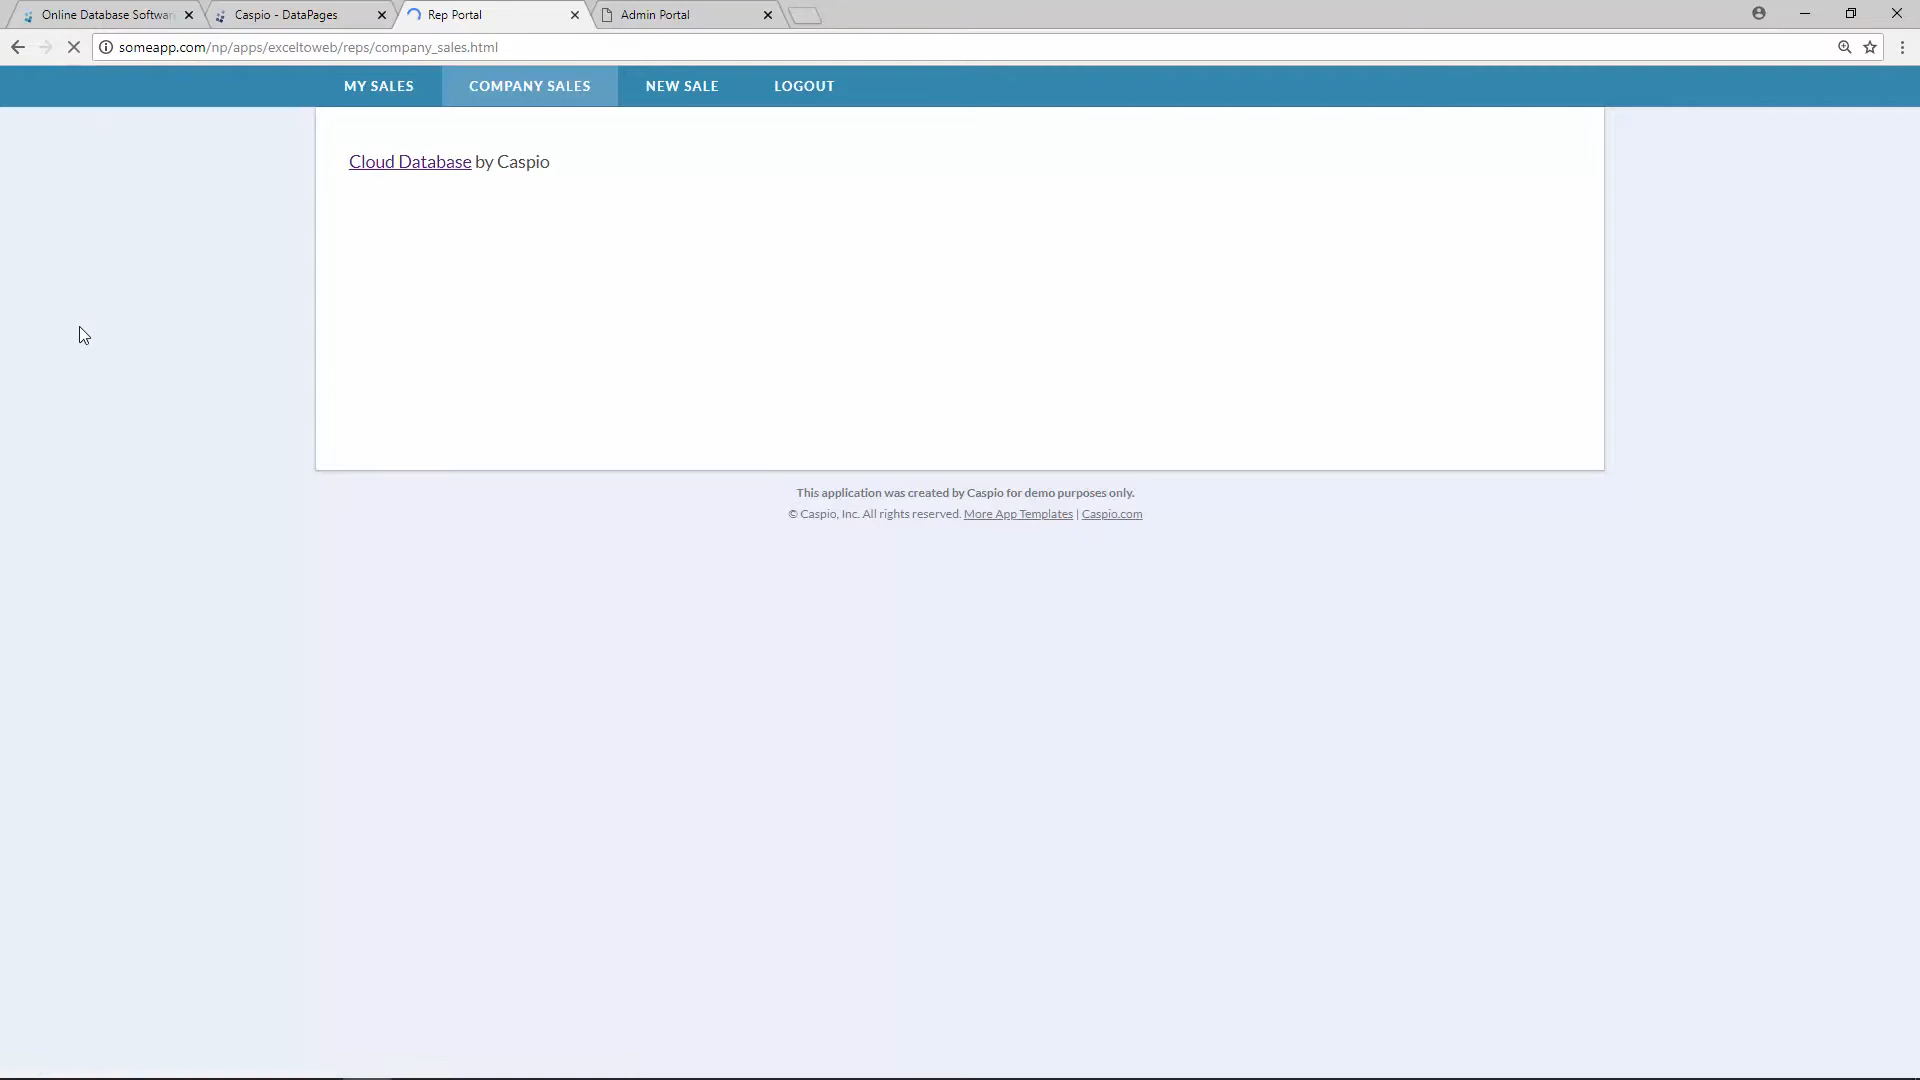 Online Database Softwar
Caspio - DataPages
Rep Portal
Admin Portal
someapp.com/np/apps/exceltoweb/reps/company_sales.html
MY SALES
COMPANY SALES
NEW SALE
LOGOUT
Cloud Database by Caspio
This application was created by Caspio for demo purposes only.
© Caspio, Inc. All rights reserved. More App Templates | Caspio.com